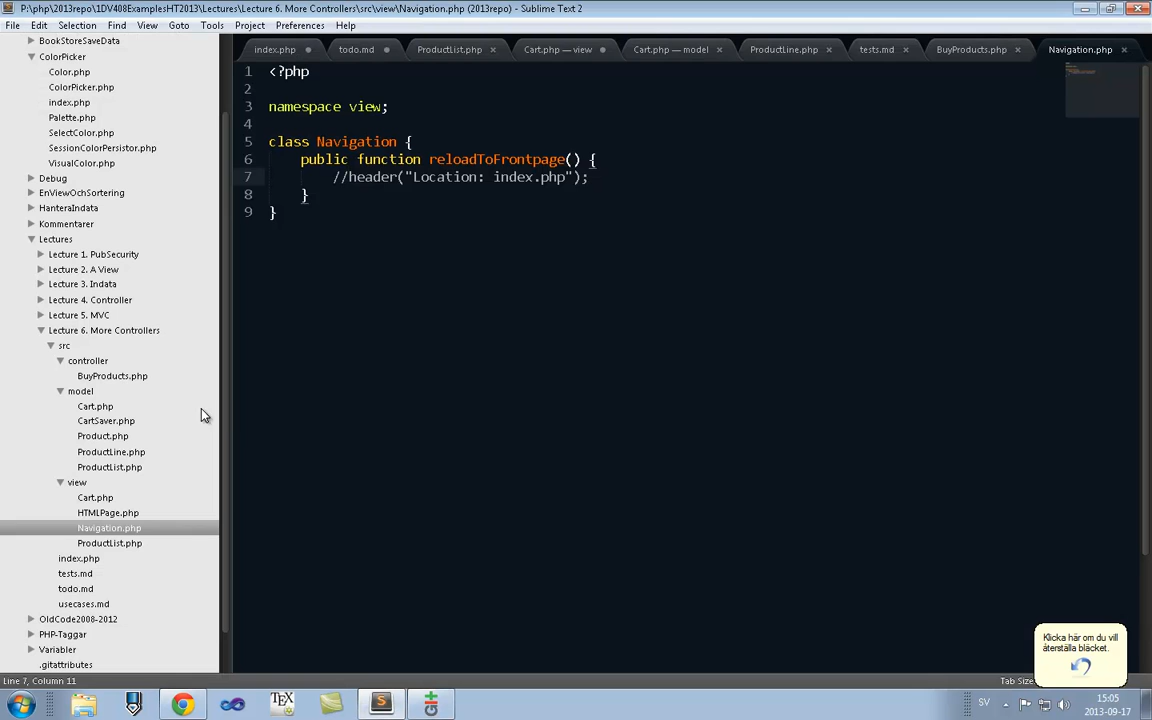 P:\php\2013repo\1DV408ExamplesHT2013\Lectures\Lecture 6. More Controllers\src\view\Navigation.php (2013repo) - Sublime Text 2
File Edit Selection Find View Goto Tools Project Preferences Help
BookStoreSaveData
ColorPicker
Color.php
ColorPicker.php
index.php
Palette.php
SelectColor.php
SessionColorPersistor.php
VisualColor.php
Debug
EnViewOchSortering
HanteraIndata
Kommentarer
Lectures
Lecture 1. PubSecurity
Lecture 2. A View
Lecture 3. Indata
Lecture 4. Controller
Lecture 5. MVC
Lecture 6. More Controllers
src
controller
BuyProducts.php
model
Cart.php
CartSaver.php
Product.php
ProductLine.php
ProductList.php
view
Cart.php
HTMLPage.php
Navigation.php
ProductList.php
index.php
tests.md
todo.md
usecases.md
OldCode2008-2012
PHP-Taggar
Variabler
.gitattributes
index.php todo.md ProductList.php Cart.php — view Cart.php — model ProductLine.php tests.md BuyProducts.php Navigation.php
1 <?php
2
3 namespace view;
4
5 class Navigation {
6 public function reloadToFrontpage() {
7 //header("Location: index.php");
8 }
9 }
Klicka här om du vill
återställa bläcket.
Line 7, Column 11
Tab Size
SV
15:05
2013-09-17